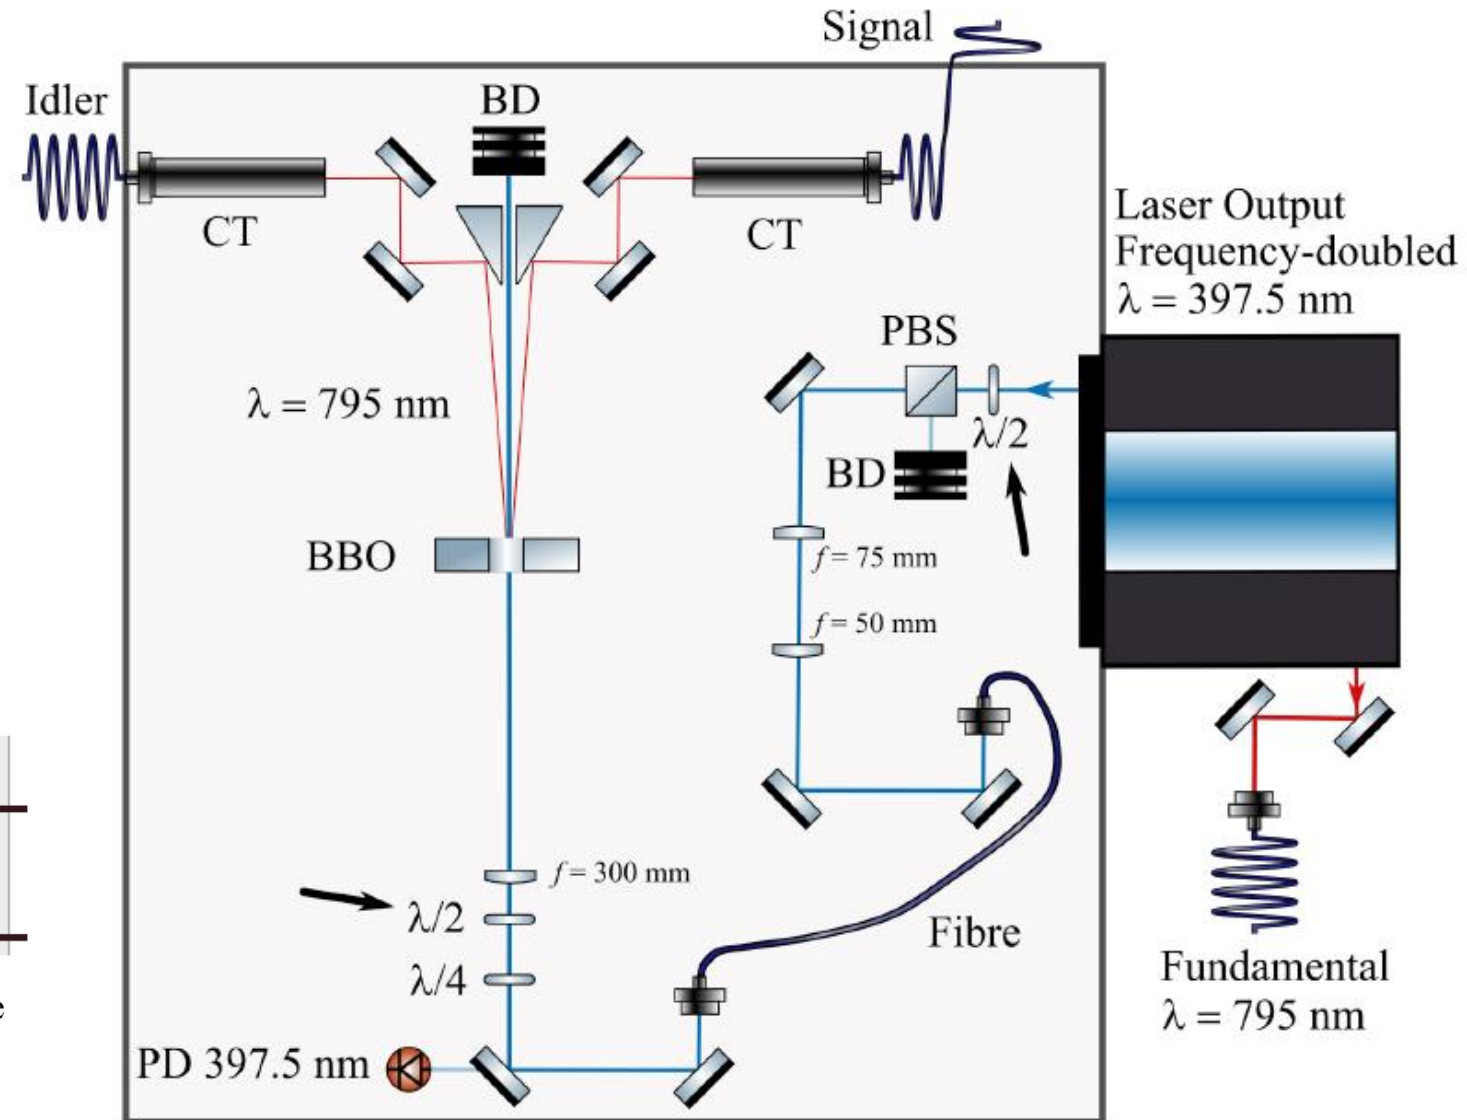 Signal
Idler
BD
CT
CT
Laser Output
Frequency-doubled
λ = 397.5 nm
PBS
λ = 795 nm
λ/2
BD
BBO
f = 75 mm
f = 50 mm
f = 300 mm
λ/2
Fibre
λ/4
Fundamental
λ = 795 nm
PD 397.5 nm